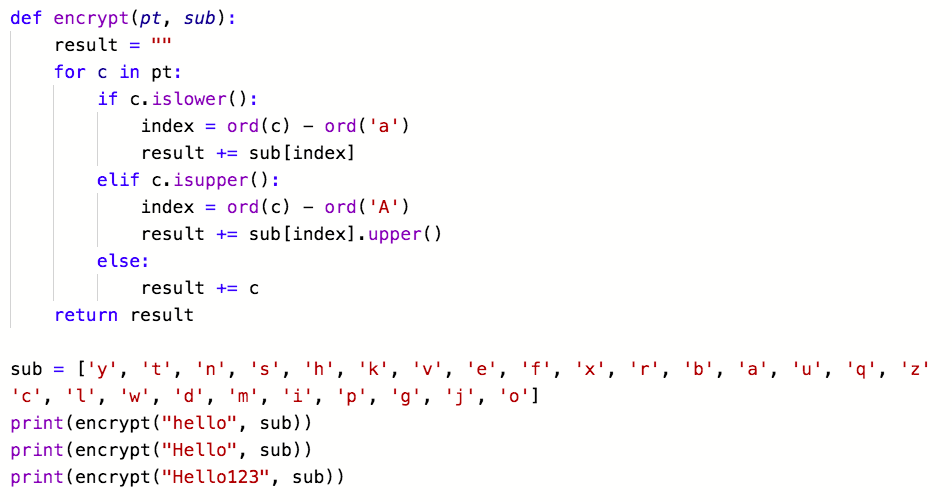 def encrypt(pt, sub):
    result = ""
    for c in pt:
        if c.islower():
            index = ord(c) - ord('a')
            result += sub[index]
        elif c.isupper():
            index = ord(c) - ord('A')
            result += sub[index].upper()
        else:
            result += c
    return result

sub = ['y', 't', 'n', 's', 'h', 'k', 'v', 'e', 'f', 'x', 'r', 'b', 'a', 'u', 'q', 'z'
'c', 'l', 'w', 'd', 'm', 'i', 'p', 'g', 'j', 'o']
print(encrypt("hello", sub))
print(encrypt("Hello", sub))
print(encrypt("Hello123", sub))